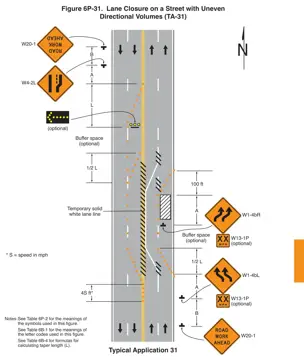 Figure 6P-31. Lane Closure on a Street with Uneven
Directional Volumes (TA-31)
W20-1
ROAD
WORK
AHEAD
B
A
W4-2L
L
(optional)
Buffer space
(optional)
1/2 L
100 ft
Temporary solid
white lane line
A
W1-4bR
XX
W13-1P
(optional)
Buffer space
(optional)
* S = speed in mph
1/2 L
W1-4bL
A
XX
W13-1P
(optional)
4S ft*
B
Notes: See Table 6P-2 for the meanings of
the symbols used in this figure.
See Table 6B-1 for the meanings of
the letter codes used in this figure.
See Table 6B-4 for formulas for
calculating taper length (L).
ROAD
WORK
AHEAD
W20-1
N
Typical Application 31